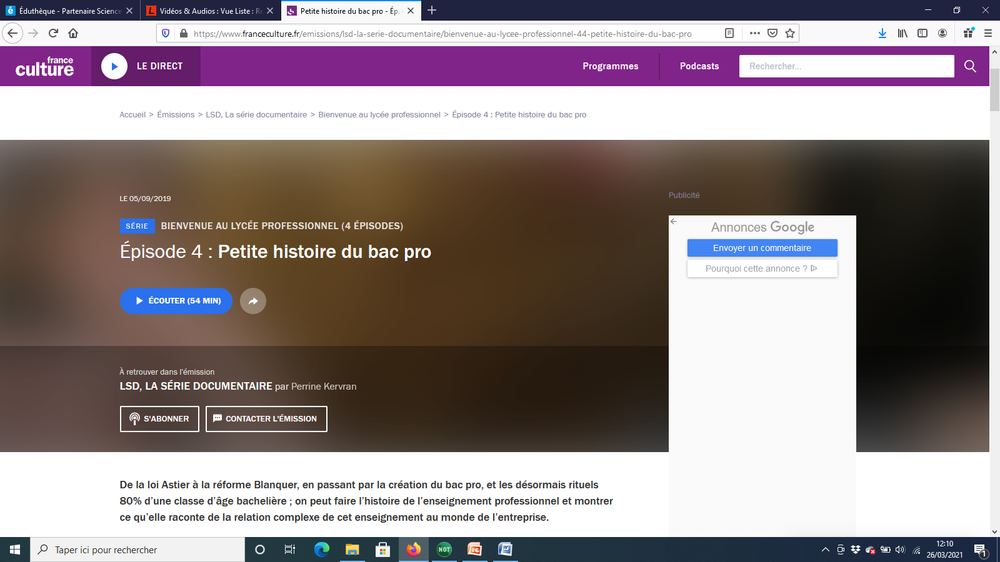 Éduthèque - Partenaire Science
Vidéos & Audios : Vue Liste : Re
Petite histoire du bac pro - Ép.
https://www.franceculture.fr/emissions/lsd-la-serie-documentaire/bienvenue-au-lycee-professionnel-44-petite-histoire-du-bac-pro
france
culture
LE DIRECT
Programmes
Podcasts
Rechercher...
Accueil > Émissions > LSD, La série documentaire > Bienvenue au lycée professionnel > Épisode 4 : Petite histoire du bac pro
LE 05/09/2019
Publicité
SÉRIE BIENVENUE AU LYCÉE PROFESSIONNEL (4 ÉPISODES)
Épisode 4 : Petite histoire du bac pro
Annonces Google
Envoyer un commentaire
Pourquoi cette annonce ?
ÉCOUTER (54 MIN)
À retrouver dans l'émission
LSD, LA SÉRIE DOCUMENTAIRE par Perrine Kervran
S'ABONNER
CONTACTER L'ÉMISSION
De la loi Astier à la réforme Blanquer, en passant par la création du bac pro, et les désormais rituels
80% d'une classe d'âge bachelière ; on peut faire l'histoire de l'enseignement professionnel et montrer
ce qu'elle raconte de la relation complexe de cet enseignement au monde de l'entreprise.
Taper ici pour rechercher
NOT
12:10
26/03/2021
1